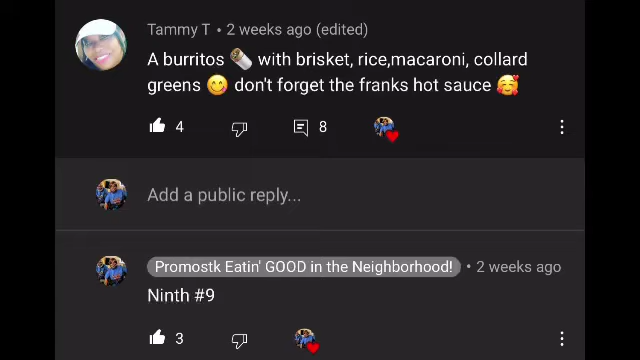 Tammy T • 2 weeks ago (edited)
A burritos 🌯 with brisket, rice,macaroni, collard
greens 😋 don't forget the franks hot sauce 🥰
4
8
Add a public reply...
Promostk Eatin' GOOD in the Neighborhood! • 2 weeks ago
Ninth #9
3